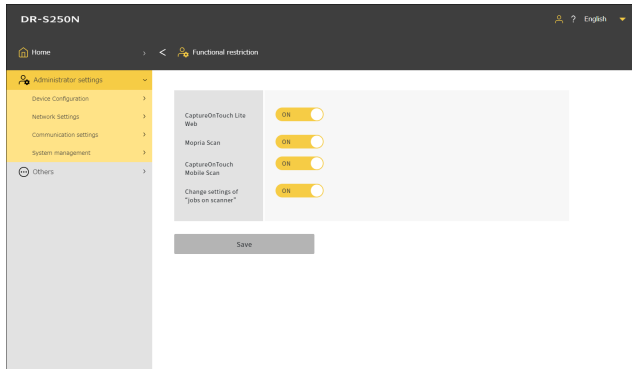 DR-S250N
? English
Home
< Functional restriction
Administrator settings
Device Configuration
Network Settings
Communication settings
System management
Others
CaptureOnTouch Lite
Web
ON
Mopria Scan
ON
CaptureOnTouch
Mobile Scan
ON
Change settings of
"jobs on scanner"
ON
Save